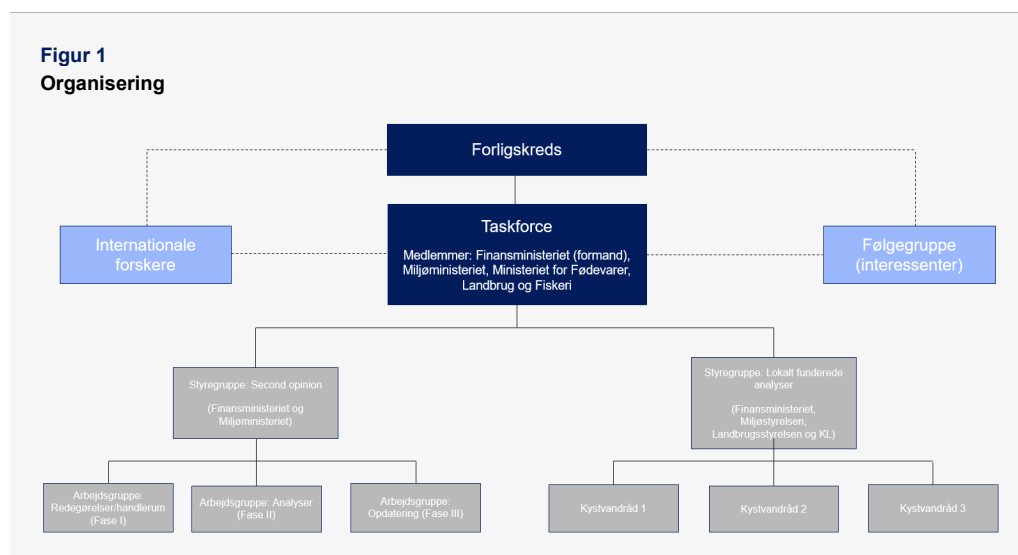 Figur 1
Organisering
Forligskreds
Taskforce
Medlemmer: Finansministeriet (formand),
Miljøministeriet, Ministeriet for Fødevarer,
Landbrug og Fiskeri
Internationale
forskere
Følgegruppe
(interessenter)
Styregruppe: Second opinion
(Finansministeriet og
Miljøministeriet)
Styregruppe: Lokalt funderede
analyser
(Finansministeriet,
Miljøstyrelsen,
Landbrugsstyrelsen og KL)
Arbejdsgruppe:
Redegørelser/handlerum
(Fase I)
Arbejdsgruppe: Analyser
(Fase II)
Arbejdsgruppe:
Opdatering (Fase III)
Kystvandråd 1
Kystvandråd 2
Kystvandråd 3